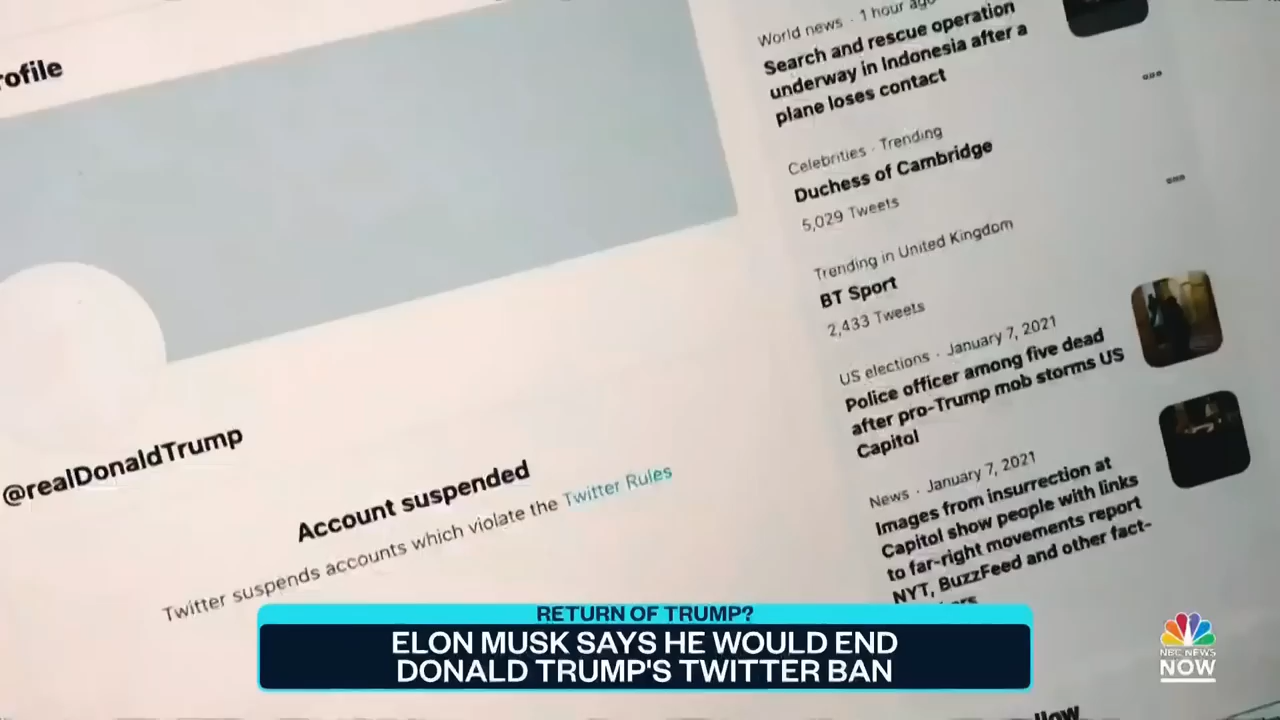 World news · 1 hour ago
Search and rescue operation
underway in Indonesia after a
plane loses contact
Celebrities · Trending
Duchess of Cambridge
5,029 Tweets
Trending in United Kingdom
BT Sport
2,433 Tweets
US elections · January 7, 2021
Police officer among five dead
after pro-Trump mob storms US
Capitol
News · January 7, 2021
Images from insurrection at
Capitol show people with links
to far-right movements report
NYT, BuzzFeed and other fact-
@realDonaldTrump
Account suspended
Twitter suspends accounts which violate the Twitter Rules
RETURN OF TRUMP?
ELON MUSK SAYS HE WOULD END
DONALD TRUMP'S TWITTER BAN
NBC NEWS
NOW